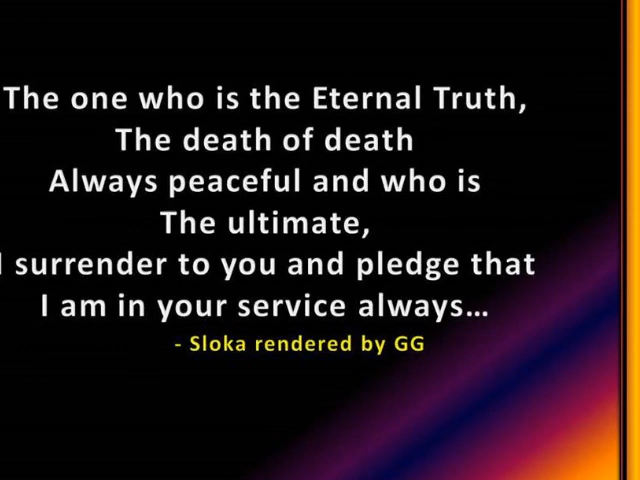 The one who is the Eternal Truth,
The death of death
Always peaceful and who is
The ultimate,
I surrender to you and pledge that
I am in your service always…
- Sloka rendered by GG